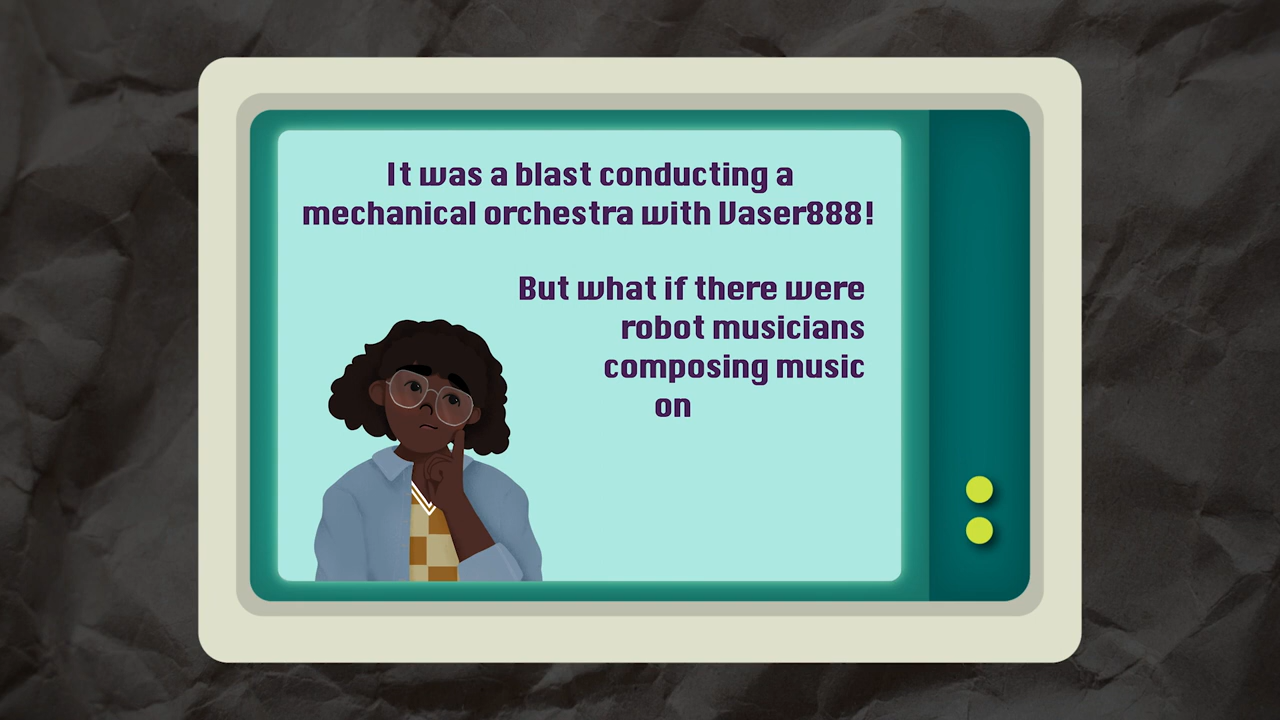 It was a blast conducting a
mechanical orchestra with Vaser888!
But what if there were
robot musicians
composing music
on